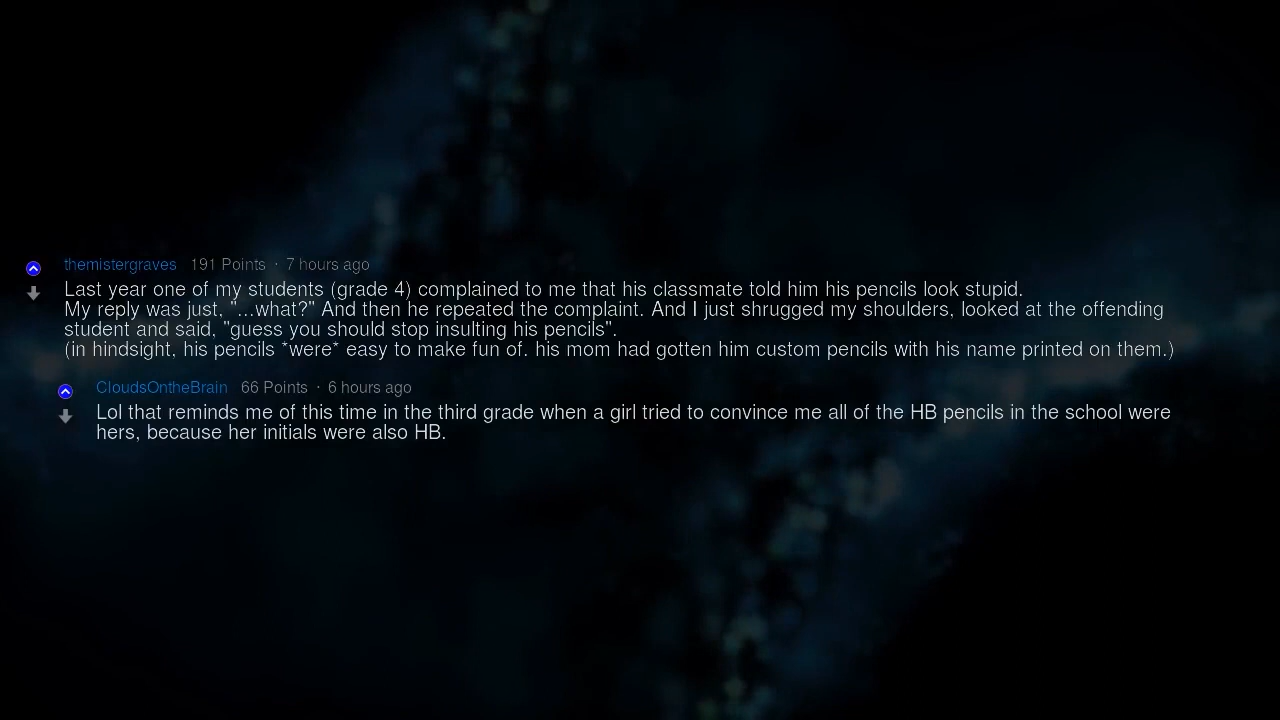 themistergraves 191 Points · 7 hours ago
Last year one of my students (grade 4) complained to me that his classmate told him his pencils look stupid.
My reply was just, "...what?" And then he repeated the complaint. And I just shrugged my shoulders, looked at the offending
student and said, "guess you should stop insulting his pencils".
(in hindsight, his pencils *were* easy to make fun of. his mom had gotten him custom pencils with his name printed on them.)
CloudsOntheBrain 66 Points · 6 hours ago
Lol that reminds me of this time in the third grade when a girl tried to convince me all of the HB pencils in the school were
hers, because her initials were also HB.